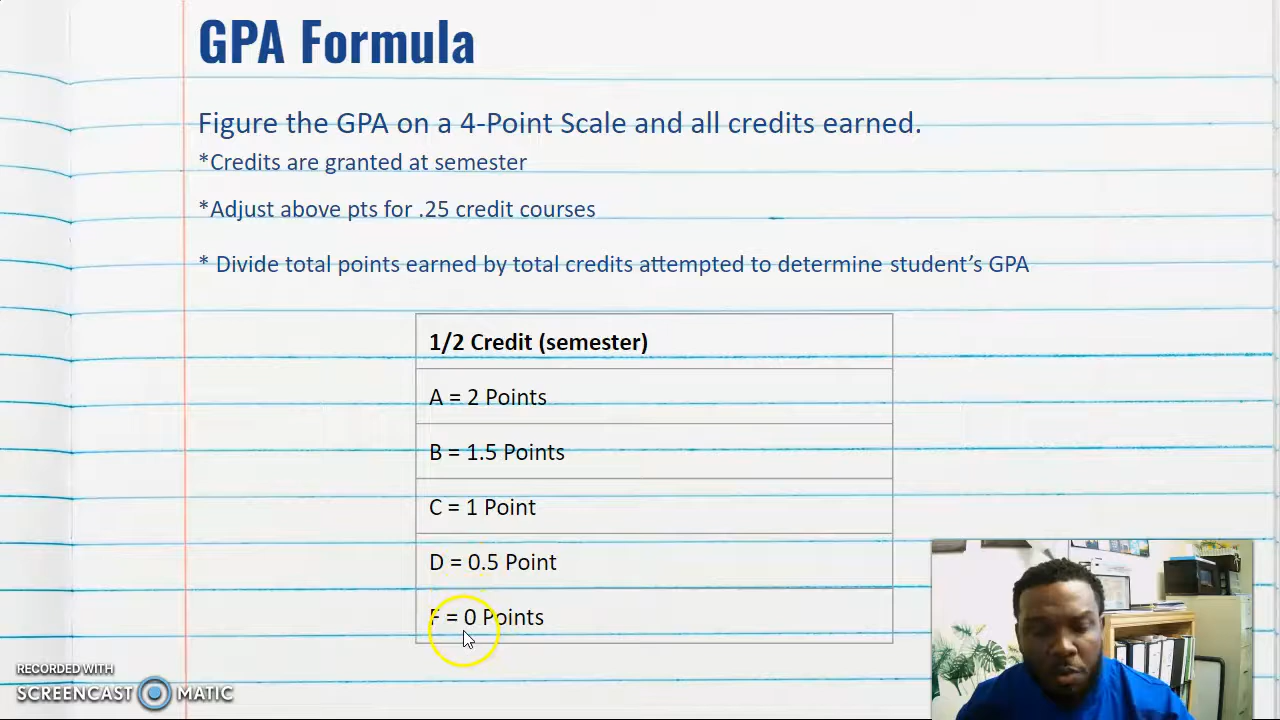 GPA Formula
Figure the GPA on a 4-Point Scale and all credits earned.
*Credits are granted at semester
*Adjust above pts for .25 credit courses
* Divide total points earned by total credits attempted to determine student’s GPA
1/2 Credit (semester)
A = 2 Points
B = 1.5 Points
C = 1 Point
D = 0.5 Point
F = 0 Points
RECORDED WITH
SCREENCAST MATIC